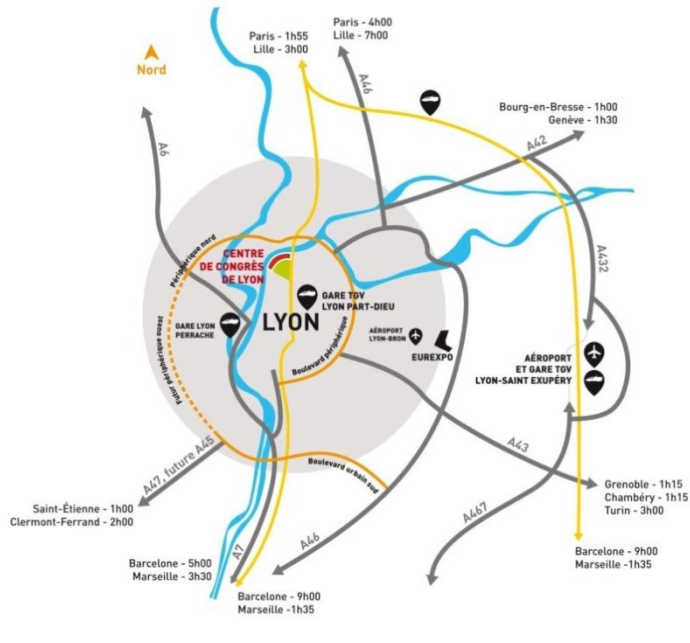 Paris - 4h00
Lille - 7h00
Paris - 1h55
Lille - 3h00
Nord
A46
Bourg-en-Bresse - 1h00
Genève - 1h30
A42
A6
Périphérique nord
A432
CENTRE
DE CONGRÈS
DE LYON
GARE TGV
LYON PART-DIEU
LYON
GARE LYON
PERRACHE
AÉROPORT
LYON-BRON
EUREXPO
Boulevard périphérique
Futur périphérique ouest
AÉROPORT
ET GARE TGV
LYON-SAINT EXUPÉRY
A47, future A45
A43
Boulevard urbain sud
Saint-Étienne - 1h00
Clermont-Ferrand - 2h00
Grenoble - 1h15
Chambéry - 1h15
Turin - 3h00
A467
A46
A7
Barcelone - 5h00
Marseille - 3h30
Barcelone - 9h00
Marseille -1h35
Barcelone - 9h00
Marseille -1h35